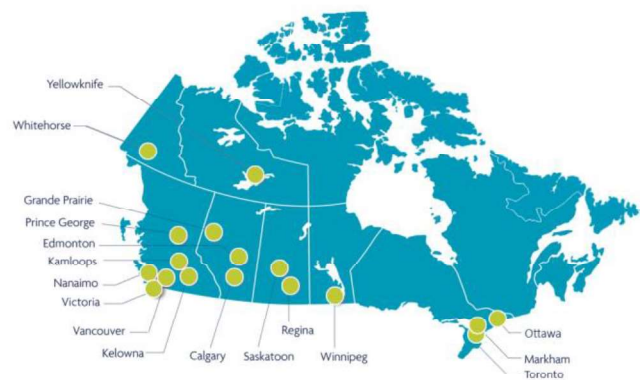 Yellowknife
Whitehorse
Grande Prairie
Prince George
Edmonton
Kamloops
Nanaimo
Victoria
Vancouver
Kelowna
Calgary
Saskatoon
Regina
Winnipeg
Ottawa
Markham
Toronto